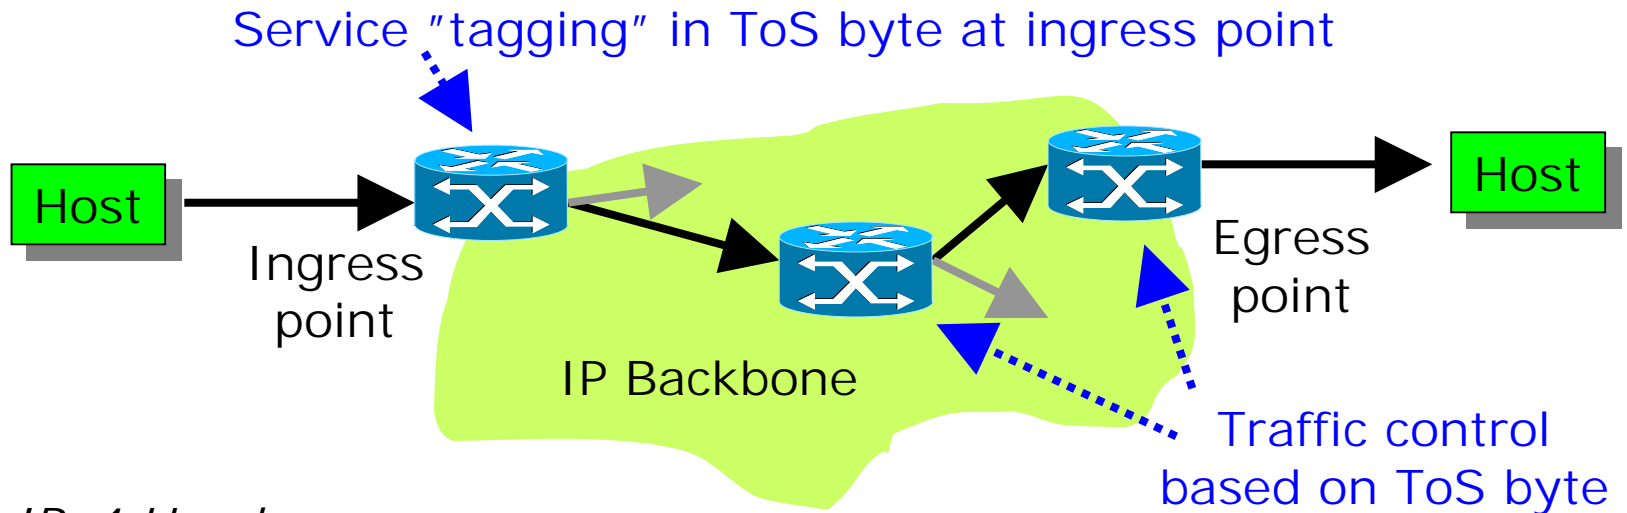 Service "tagging" in ToS byte at ingress point
Host
Host
Ingress
point
Egress
point
IP Backbone
Traffic control
based on ToS byte